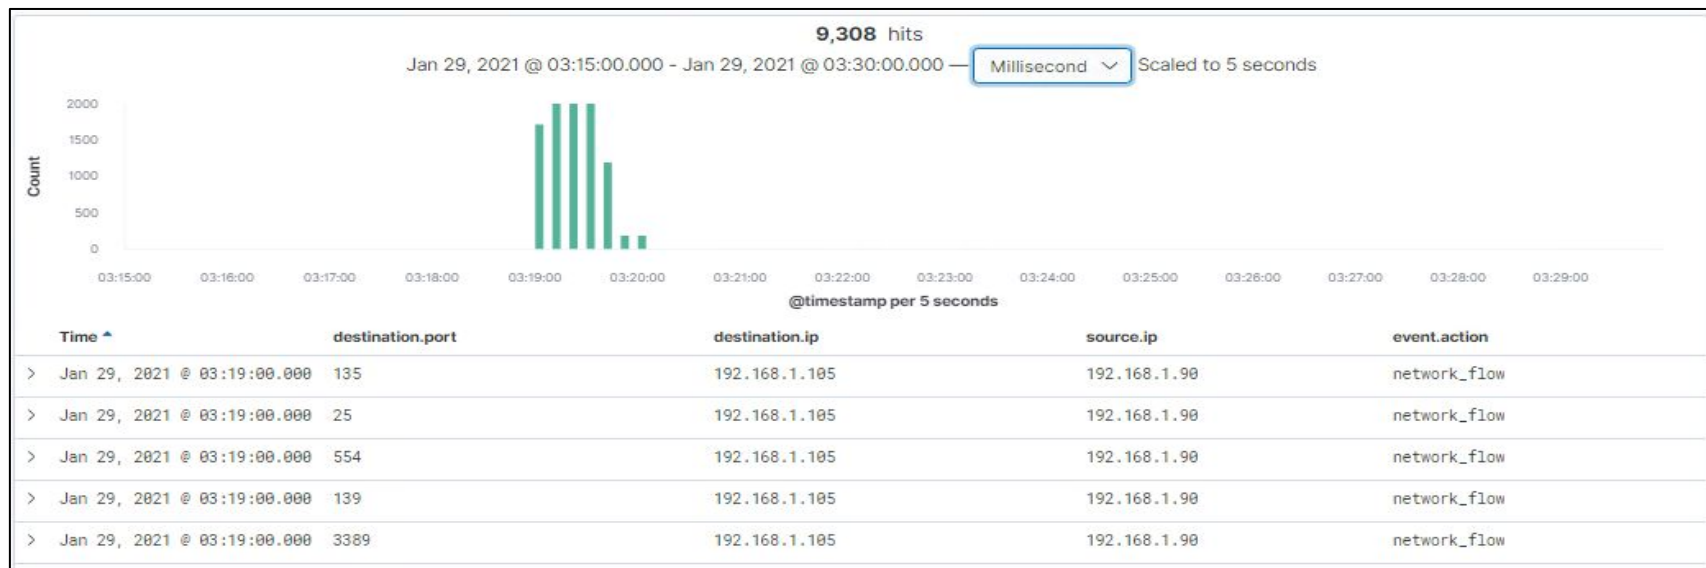 9,308 hits
Jan 29, 2021 @ 03:15:00.000 - Jan 29, 2021 @ 03:30:00.000 — Millisecond Scaled to 5 seconds
2000
1500
1000
500
0
Count
03:15:00 03:16:00 03:17:00 03:18:00 03:19:00 03:20:00 03:21:00 03:22:00 03:23:00 03:24:00 03:25:00 03:26:00 03:27:00 03:28:00 03:29:00
@timestamp per 5 seconds
Time destination.port destination.ip source.ip event.action
> Jan 29, 2021 @ 03:19:00.000 135 192.168.1.105 192.168.1.90 network_flow
> Jan 29, 2021 @ 03:19:00.000 25 192.168.1.105 192.168.1.90 network_flow
> Jan 29, 2021 @ 03:19:00.000 554 192.168.1.105 192.168.1.90 network_flow
> Jan 29, 2021 @ 03:19:00.000 139 192.168.1.105 192.168.1.90 network_flow
> Jan 29, 2021 @ 03:19:00.000 3389 192.168.1.105 192.168.1.90 network_flow